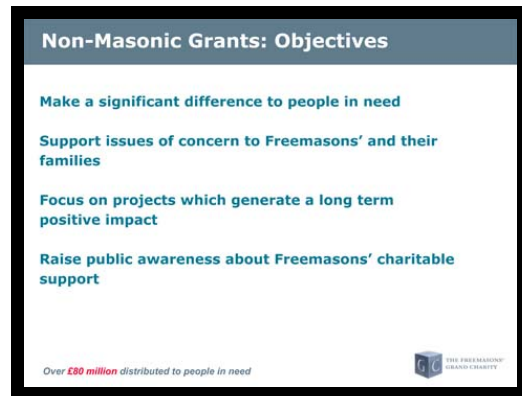 Non-Masonic Grants: Objectives
Make a significant difference to people in need
Support issues of concern to Freemasons' and their
families
Focus on projects which generate a long term
positive impact
Raise public awareness about Freemasons' charitable
support
Over £80 million distributed to people in need
G C
THE FREEMASONS'
GRAND CHARITY